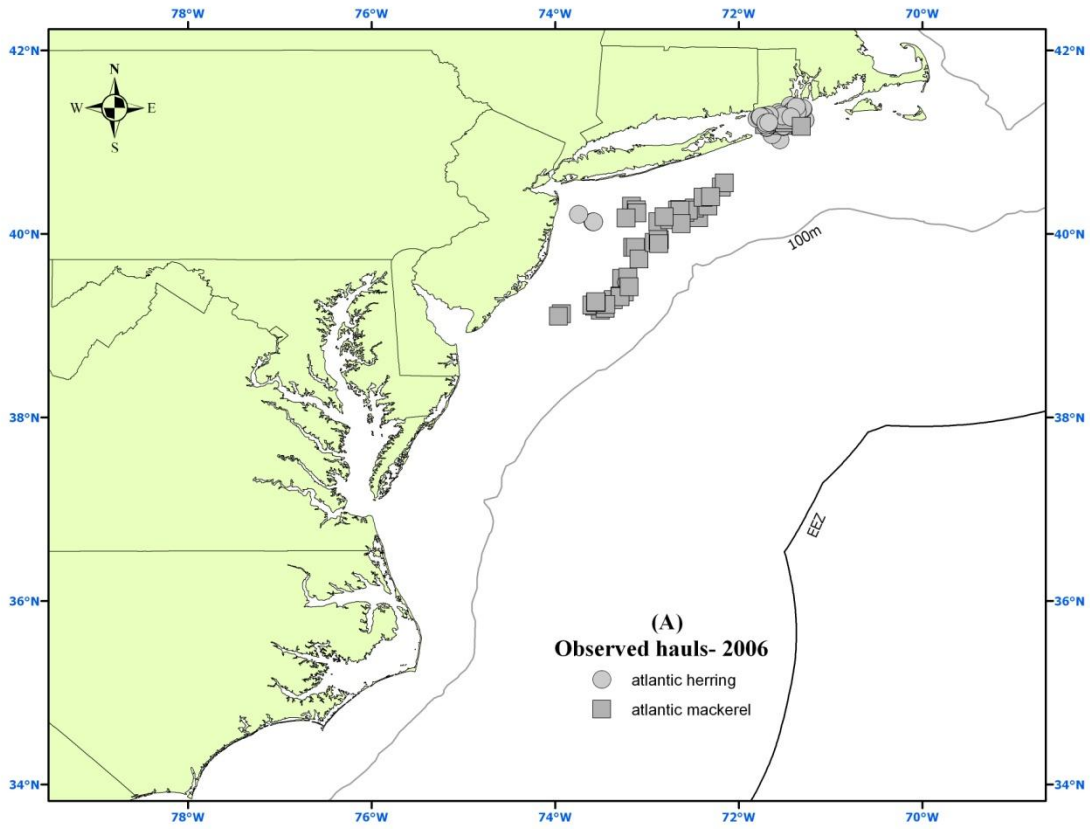 78°W 76°W 74°W 72°W 70°W
42°N 42°N
N
W E
S
40°N 40°N
100m
38°N 38°N
EEZ
36°N 36°N
(A)
Observed hauls- 2006
atlantic herring
atlantic mackerel
34°N 34°N
78°W 76°W 74°W 72°W 70°W